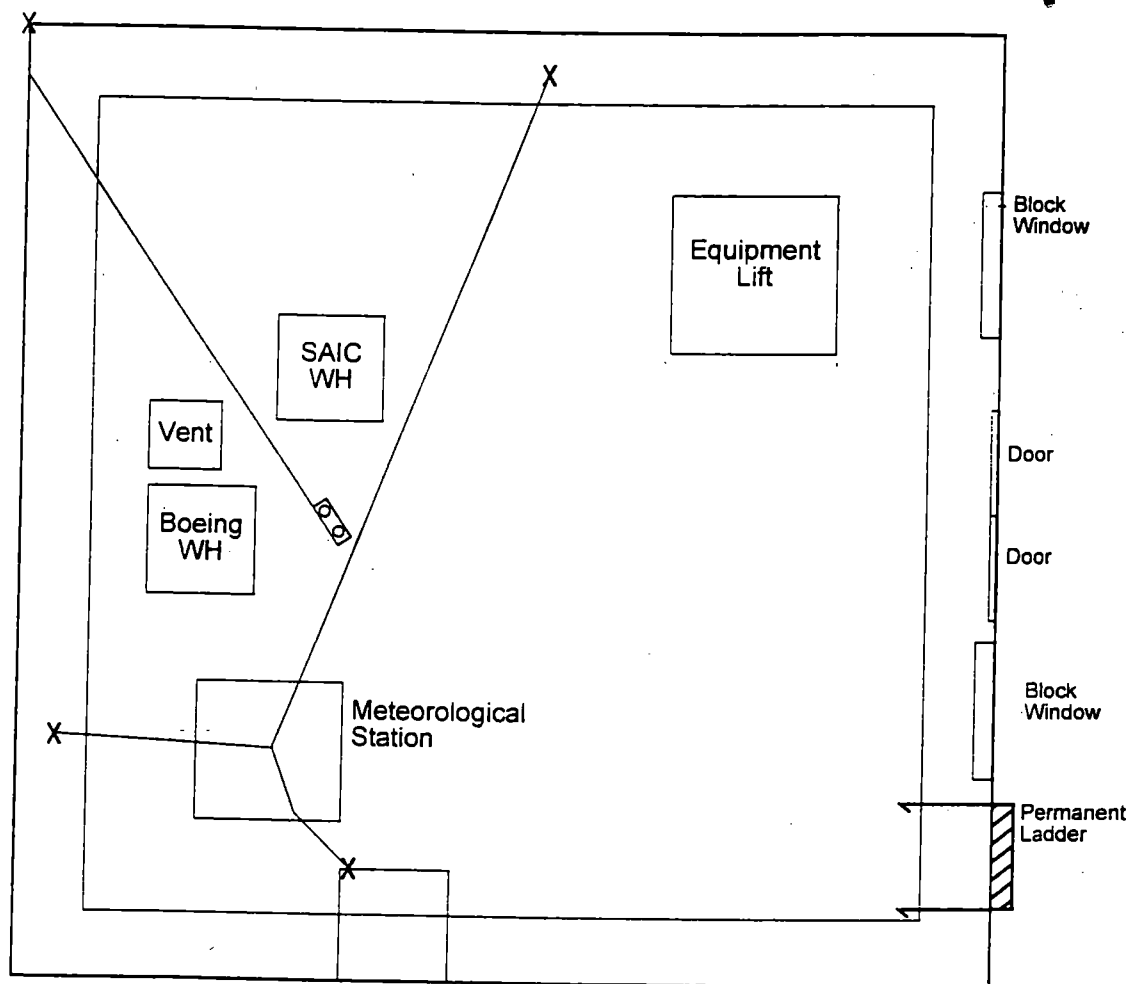 X
X
Block
Window
Equipment
Lift
SAIC
WH
Vent
Door
Boeing
WH
Door
Block
Window
Meteorological
Station
X
Permanent
Ladder
X